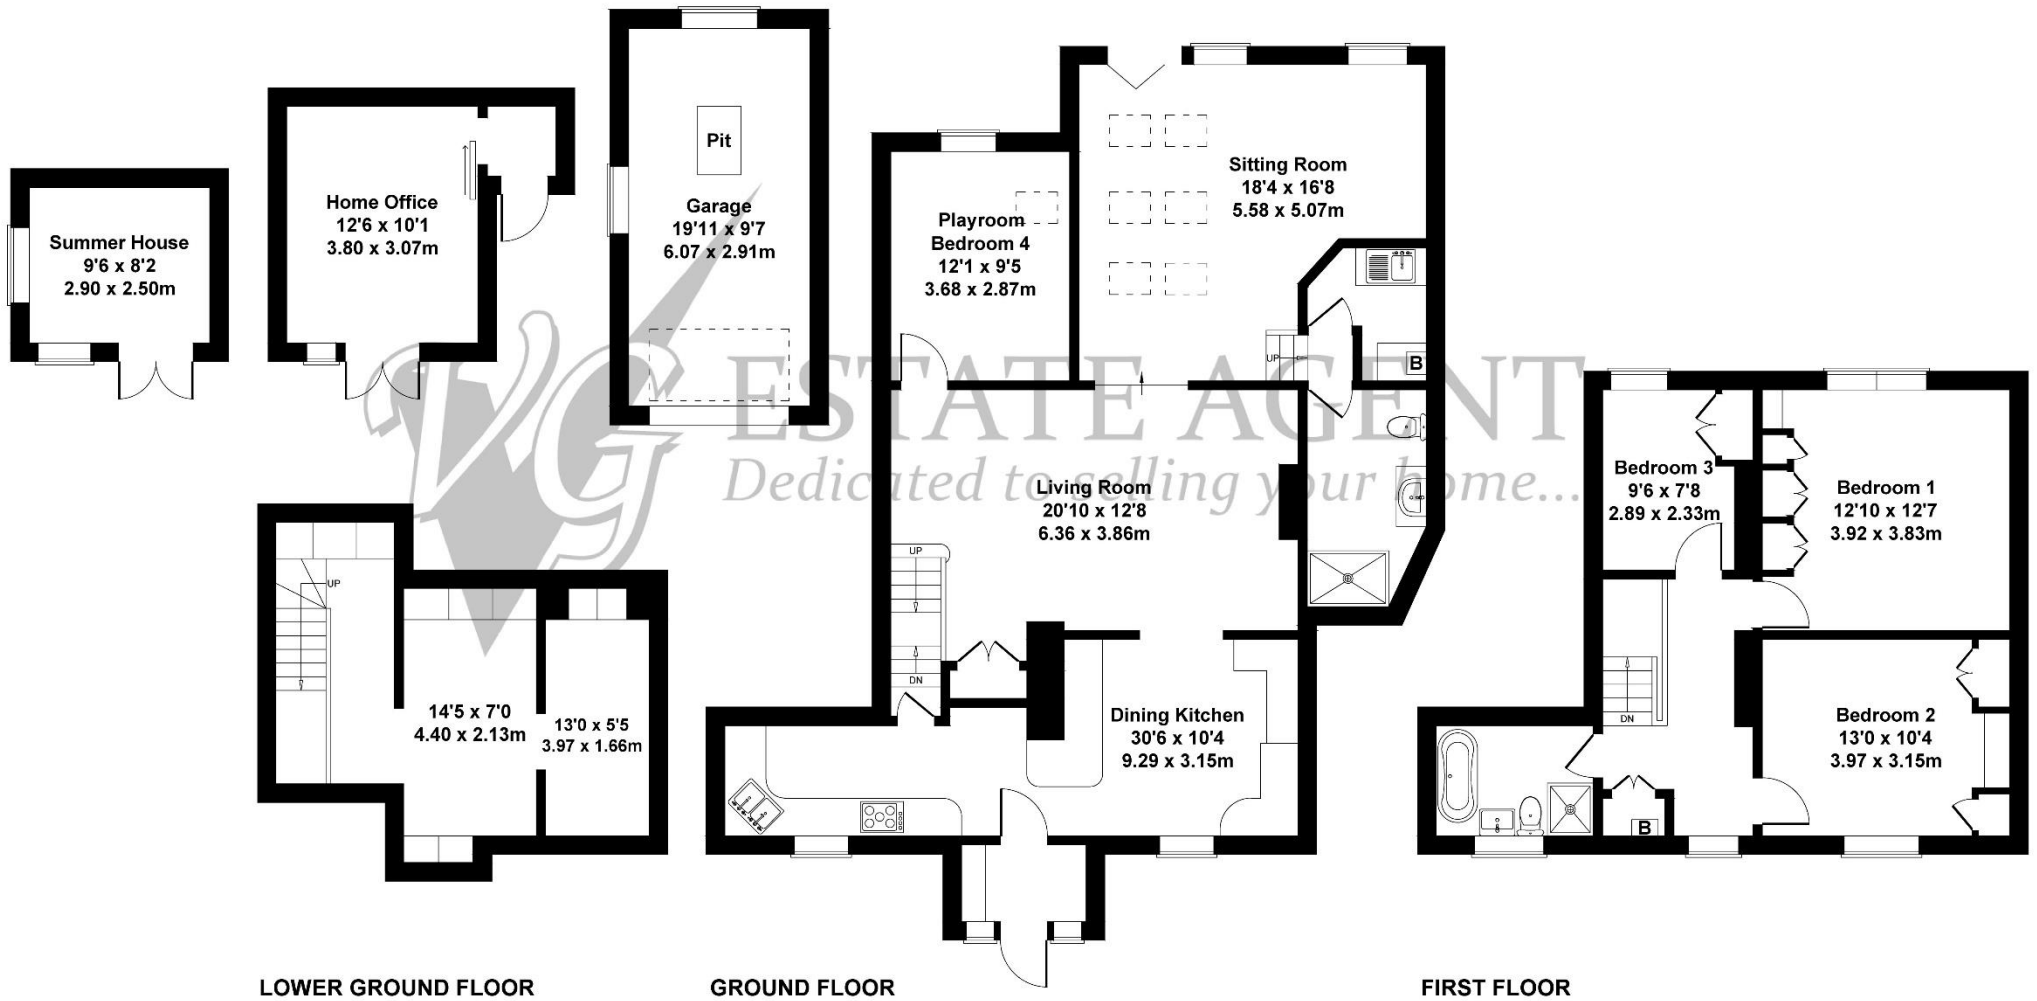 Summer House
9'6 x 8'2
2.90 x 2.50m
Home Office
12'6 x 10'1
3.80 x 3.07m
Pit
Garage
19'11 x 9'7
6.07 x 2.91m
Playroom
Bedroom 4
12'1 x 9'5
3.68 x 2.87m
Sitting Room
18'4 x 16'8
5.58 x 5.07m
UP
B
VG ESTATE AGENT
Dedicated to selling your home...
Living Room
20'10 x 12'8
6.36 x 3.86m
UP
DN
Dining Kitchen
30'6 x 10'4
9.29 x 3.15m
UP
14'5 x 7'0
4.40 x 2.13m
13'0 x 5'5
3.97 x 1.66m
Bedroom 3
9'6 x 7'8
2.89 x 2.33m
Bedroom 1
12'10 x 12'7
3.92 x 3.83m
DN
Bedroom 2
13'0 x 10'4
3.97 x 3.15m
B
LOWER GROUND FLOOR
GROUND FLOOR
FIRST FLOOR